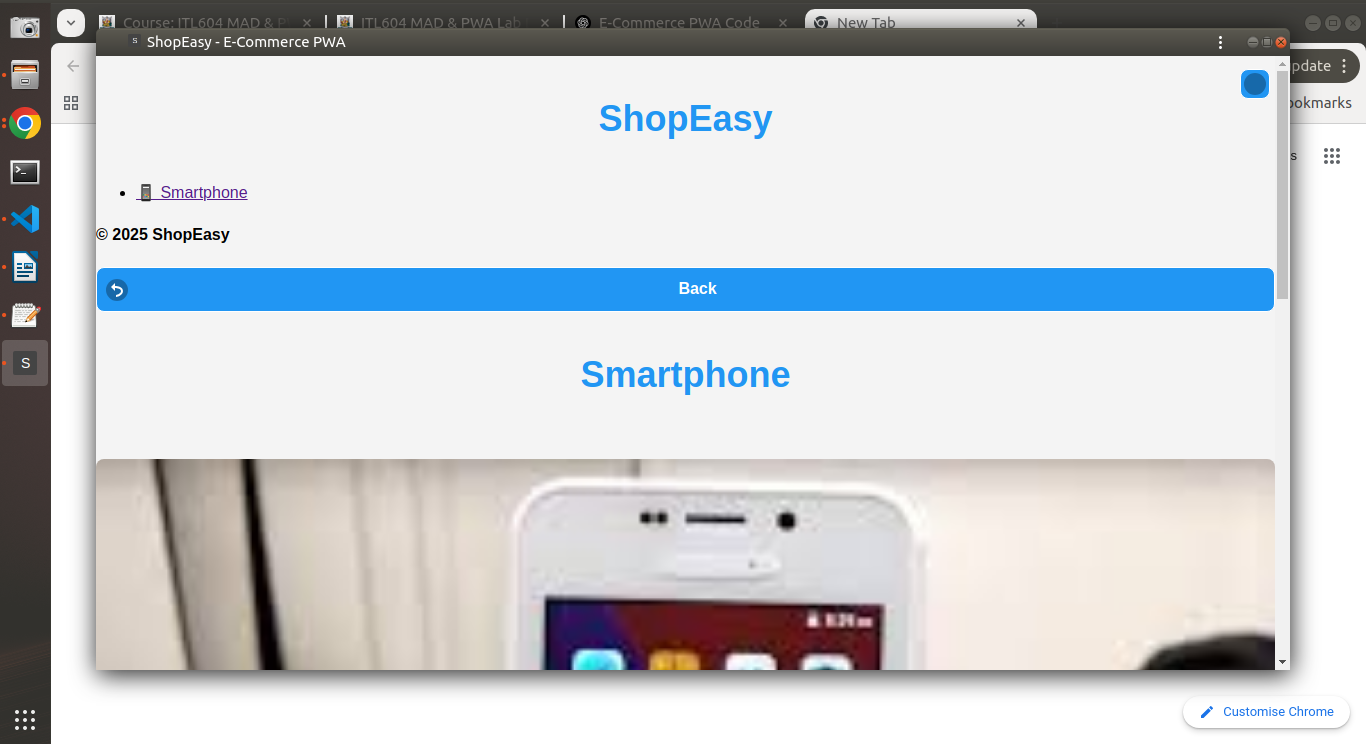 Course: ITL604 MAD & P
ITL604 MAD & PWA Lab
E-Commerce PWA Code
New Tab
S
ShopEasy - E-Commerce PWA
pdate
ookmarks
s
ShopEasy
Smartphone
© 2025 ShopEasy
Back
Smartphone
S
Customise Chrome